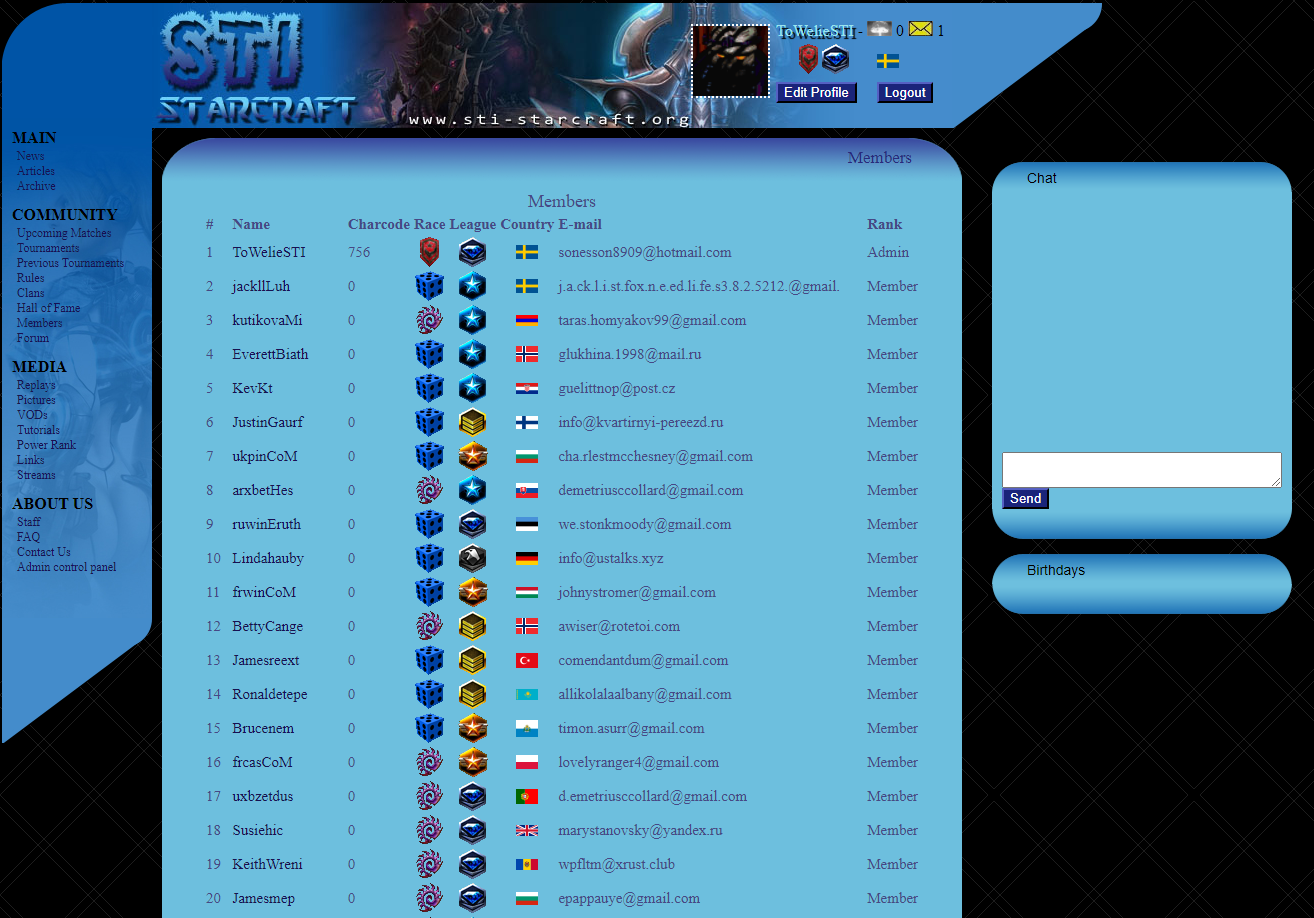 STI
STARCRAFT
www.sti-starcraft.org
ToWelieSTI - 0 1
Edit Profile Logout
MAIN
News
Articles
Archive
COMMUNITY
Upcoming Matches
Tournaments
Previous Tournaments
Rules
Clans
Hall of Fame
Members
Forum
MEDIA
Replays
Pictures
VODs
Tutorials
Power Rank
Links
Streams
ABOUT US
Staff
FAQ
Contact Us
Admin control panel
Members
Members
# Name Charcode Race League Country E-mail Rank
1 ToWelieSTI 756 sonesson8909@hotmail.com Admin
2 jackllLuh 0 j.a.ck.l.i.st.fox.n.e.ed.li.fe.s3.8.2.5212.@gmail. Member
3 kutikovaMi 0 taras.homyakov99@gmail.com Member
4 EverettBiath 0 glukhina.1998@mail.ru Member
5 KevKt 0 guelittnop@post.cz Member
6 JustinGaurf 0 info@kvartirnyi-pereezd.ru Member
7 ukpinCoM 0 cha.rlestmcchesney@gmail.com Member
8 arxbetHes 0 demetriusccollard@gmail.com Member
9 ruwinEruth 0 we.stonkmoody@gmail.com Member
10 Lindahauby 0 info@ustalks.xyz Member
11 frwinCoM 0 johnystromer@gmail.com Member
12 BettyCange 0 awiser@rotetoi.com Member
13 Jamesreext 0 comendantdum@gmail.com Member
14 Ronaldetepe 0 allikolalaalbany@gmail.com Member
15 Brucenem 0 timon.asurr@gmail.com Member
16 frcasCoM 0 lovelyranger4@gmail.com Member
17 uxbzetdus 0 d.emetriusccollard@gmail.com Member
18 Susiehic 0 marystanovsky@yandex.ru Member
19 KeithWreni 0 wpfltm@xrust.club Member
20 Jamesmep 0 epappauye@gmail.com Member
Chat
Send
Birthdays